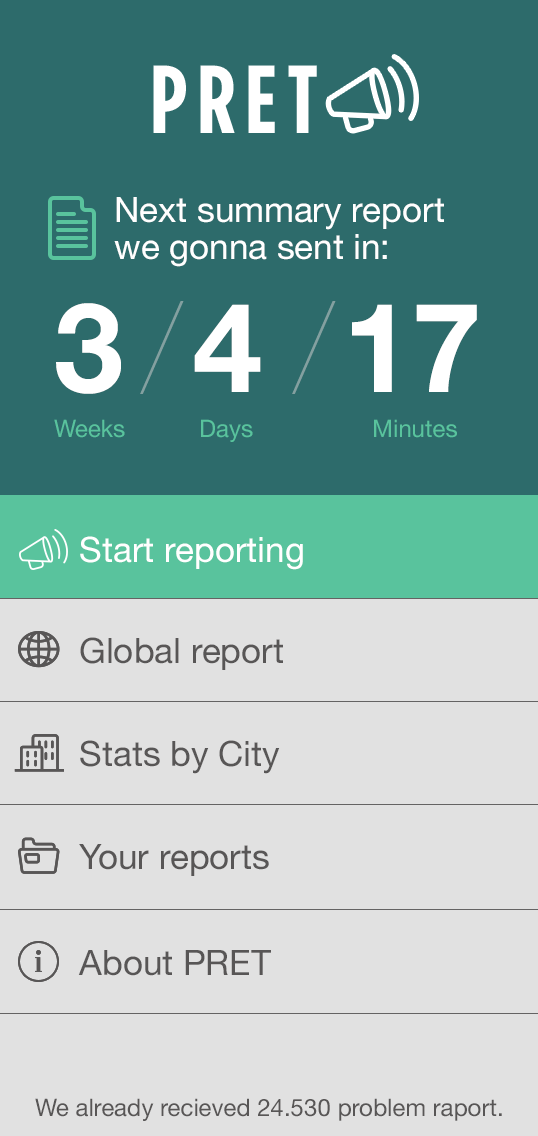 PRET
Next summary report
we gonna sent in:
3 / 4 / 17
Weeks Days Minutes
Start reporting
Global report
Stats by City
Your reports
About PRET
We already recieved 24.530 problem raport.